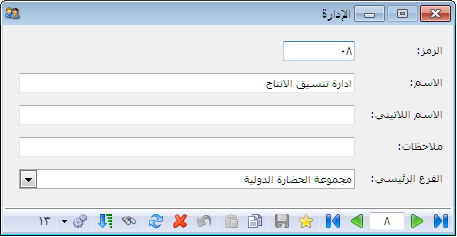 الإدارة
الرمز: ٠٨
الاسم: ادارة تنسيق الانتاج
الاسم اللاتيني:
ملاحظات:
الفرع الرئيسي: مجموعة الحضارة الدولية
٨ ١٣